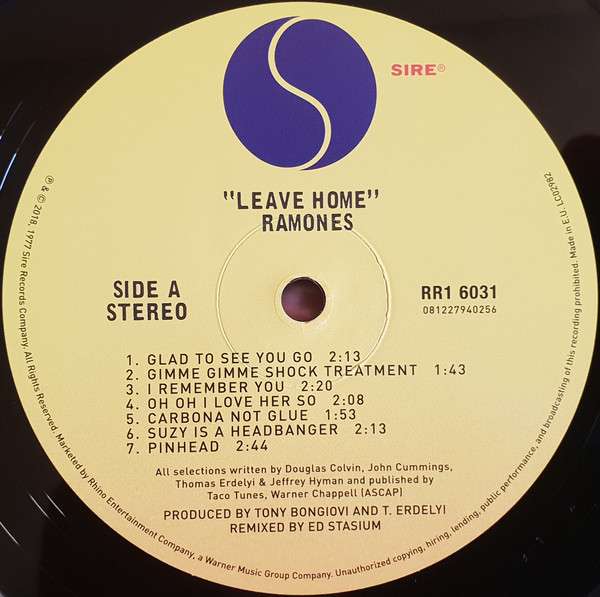 SIRE®
"LEAVE HOME"
RAMONES
SIDE A
STEREO
RR1 6031
081227940256
1. GLAD TO SEE YOU GO 2:13
2. GIMME GIMME SHOCK TREATMENT 1:43
3. I REMEMBER YOU 2:20
4. OH OH I LOVE HER SO 2:08
5. CARBONA NOT GLUE 1:53
6. SUZY IS A HEADBANGER 2:13
7. PINHEAD 2:44
All selections written by Douglas Colvin, John Cummings,
Thomas Erdelyi & Jeffrey Hyman and published by
Taco Tunes, Warner Chappell (ASCAP)
PRODUCED BY TONY BONGIOVI AND T. ERDELYI
REMIXED BY ED STASIUM
℗ & © 2018, 1977 Sire Records Company. All Rights Reserved. Marketed by Rhino Entertainment Company, a Warner Music Group Company. Unauthorized copying, hiring, lending, public performance, and broadcasting of this recording prohibited. Made in E.U. LC02982